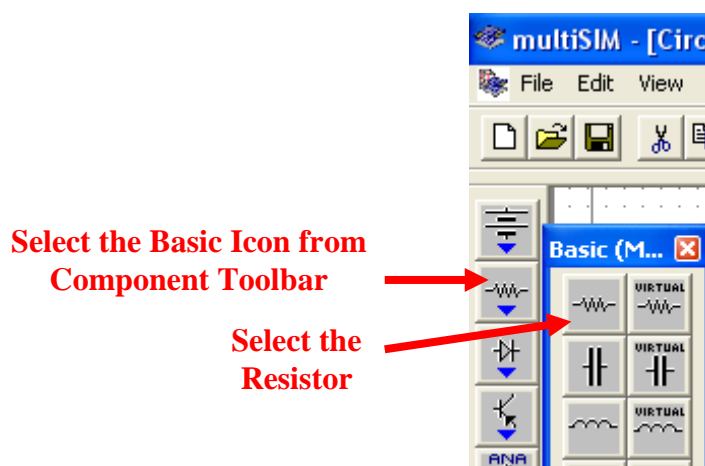 multiSIM - [Circ
File Edit View
Select the Basic Icon from
Component Toolbar
Basic (M...
VIRTUAL
Select the
Resistor
VIRTUAL
VIRTUAL
ANA